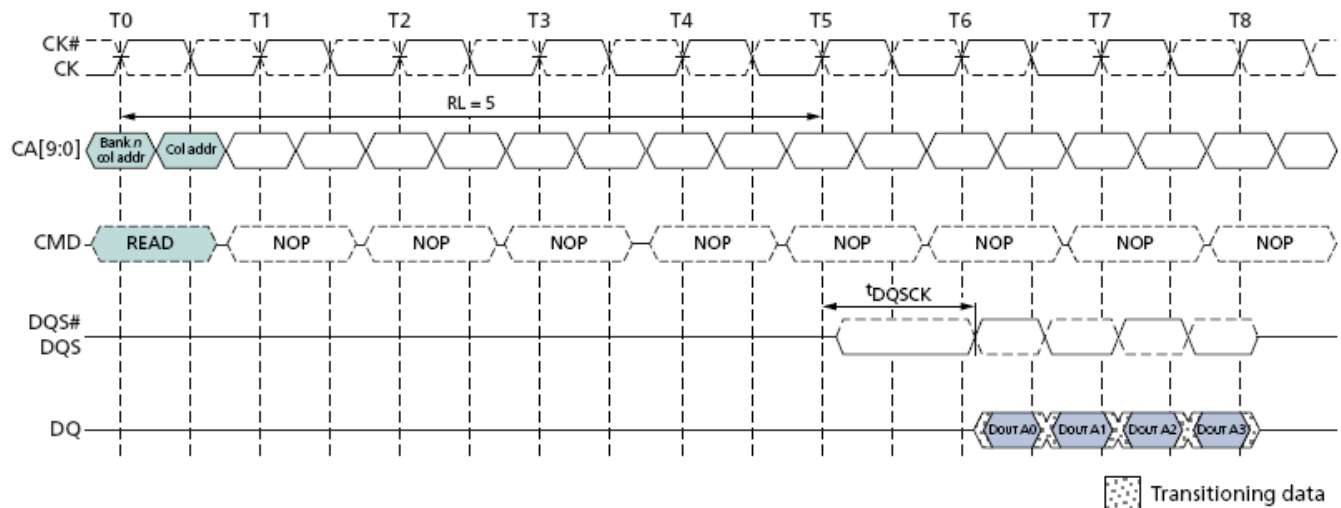 T0 T1 T2 T3 T4 T5 T6 T7 T8
CK#
CK
RL = 5
CA[9:0] Bank n col addr Col addr
CMD READ NOP NOP NOP NOP NOP NOP NOP NOP
tDQSCK
DQS#
DQS
DQ DOUT A0 DOUT A1 DOUT A2 DOUT A3
Transitioning data